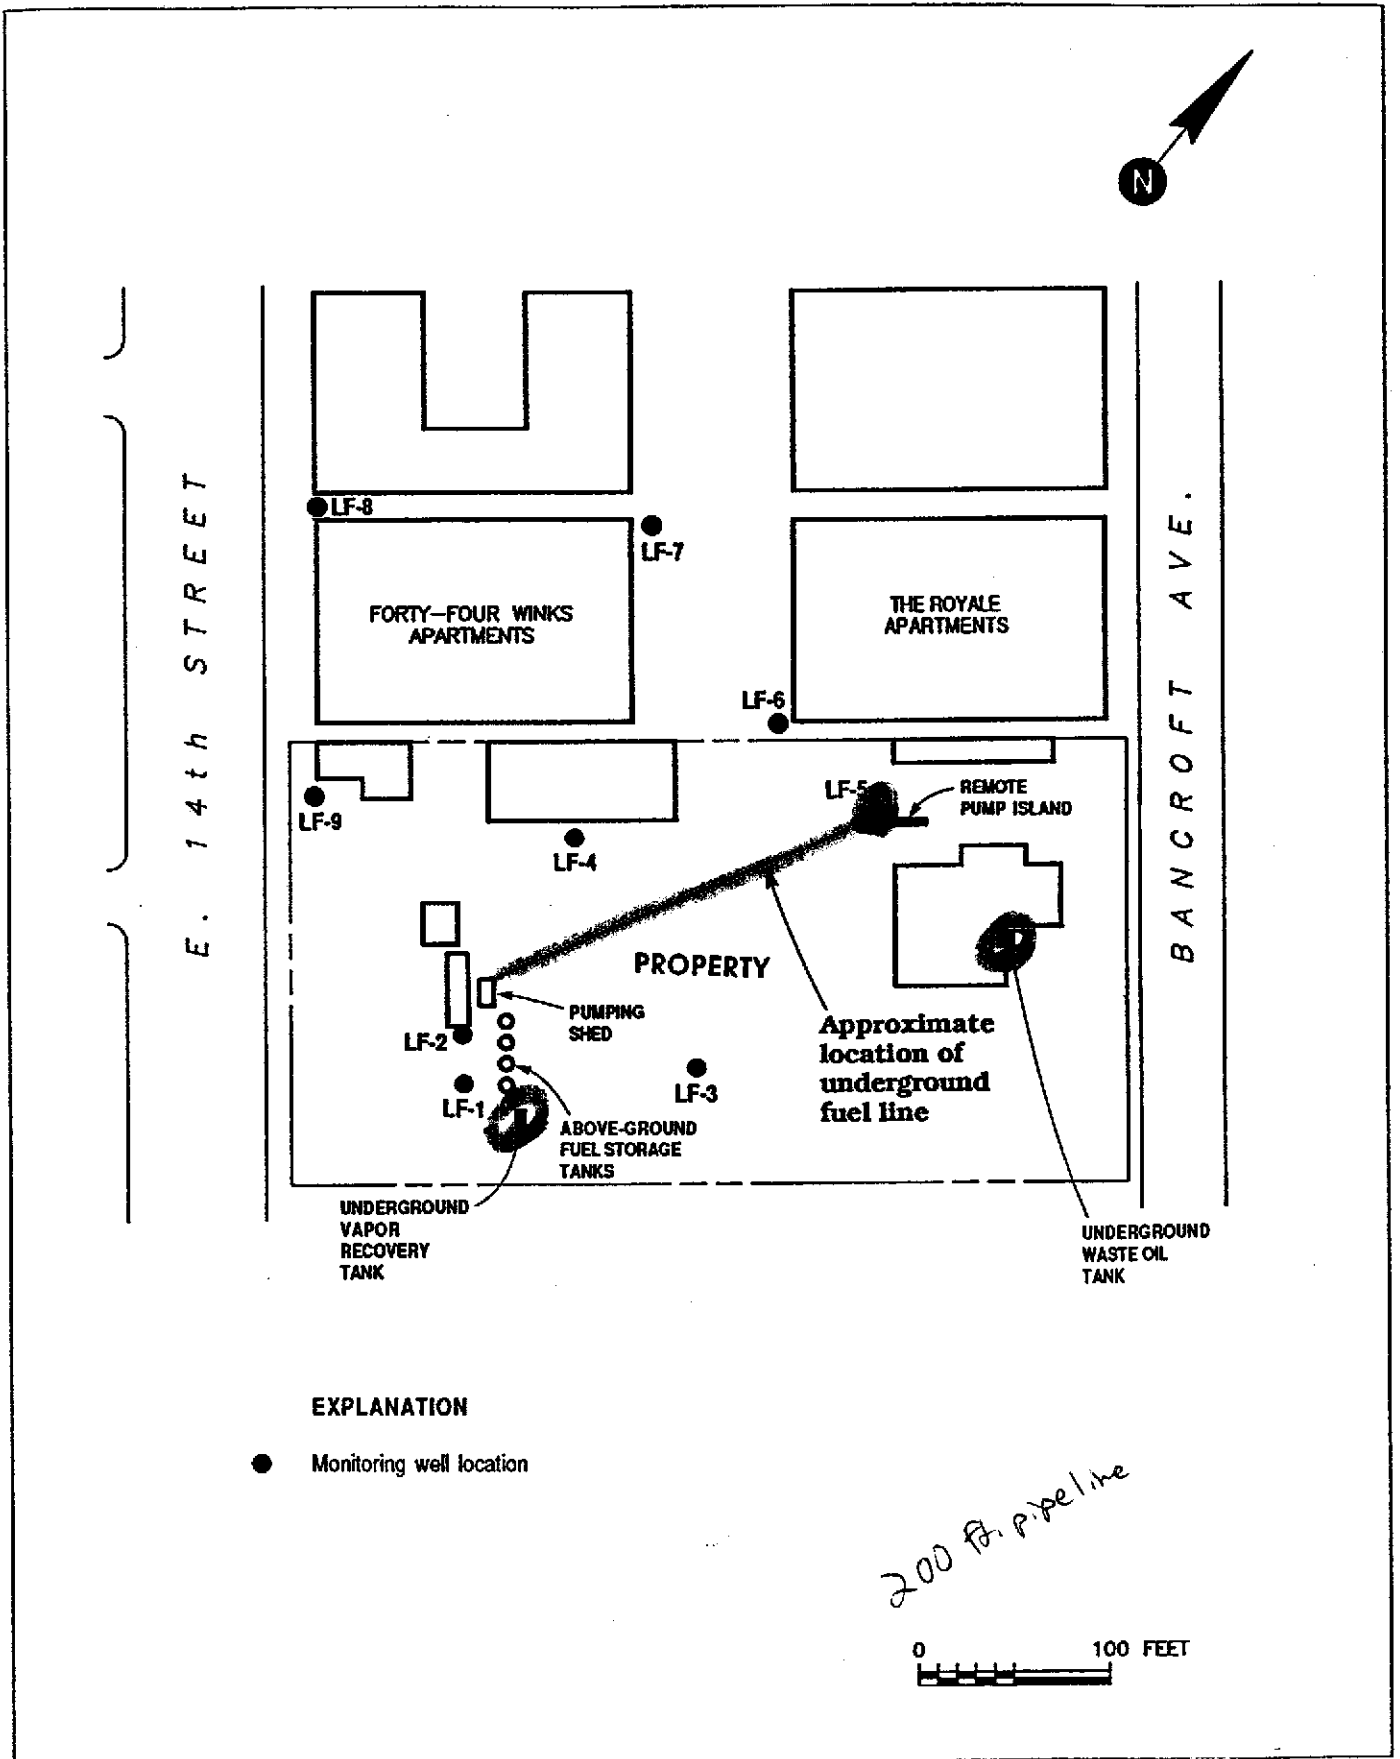 N
E. 14th STREET
BANCROFT AVE.
LF-8
LF-7
FORTY-FOUR WINKS
APARTMENTS
THE ROYALE
APARTMENTS
LF-6
LF-9
LF-4
LF-5
REMOTE
PUMP ISLAND
PROPERTY
PUMPING
SHED
LF-2
LF-1
LF-3
Approximate
location of
underground
fuel line
ABOVE-GROUND
FUEL STORAGE
TANKS
UNDERGROUND
VAPOR
RECOVERY
TANK
UNDERGROUND
WASTE OIL
TANK
EXPLANATION
Monitoring well location
200 ft. pipeline
0 100 FEET